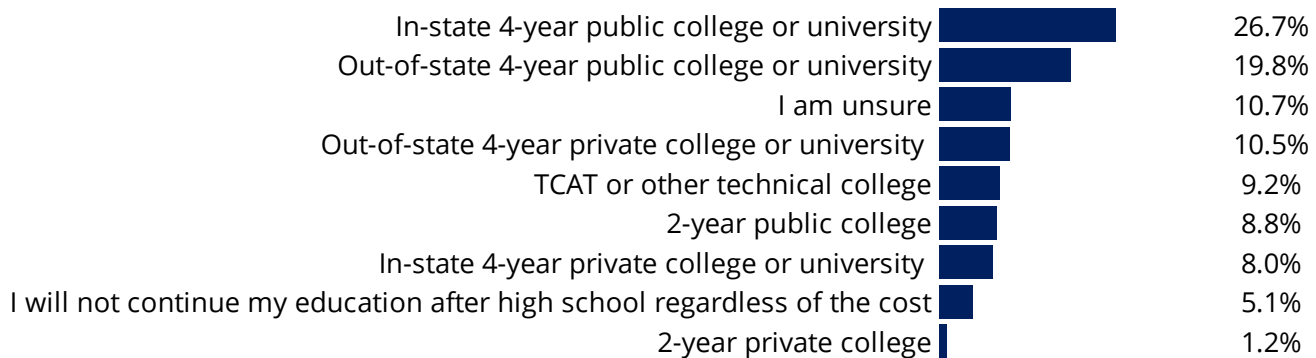 In-state 4-year public college or university 26.7%
Out-of-state 4-year public college or university 19.8%
I am unsure 10.7%
Out-of-state 4-year private college or university 10.5%
TCAT or other technical college 9.2%
2-year public college 8.8%
In-state 4-year private college or university 8.0%
I will not continue my education after high school regardless of the cost 5.1%
2-year private college 1.2%